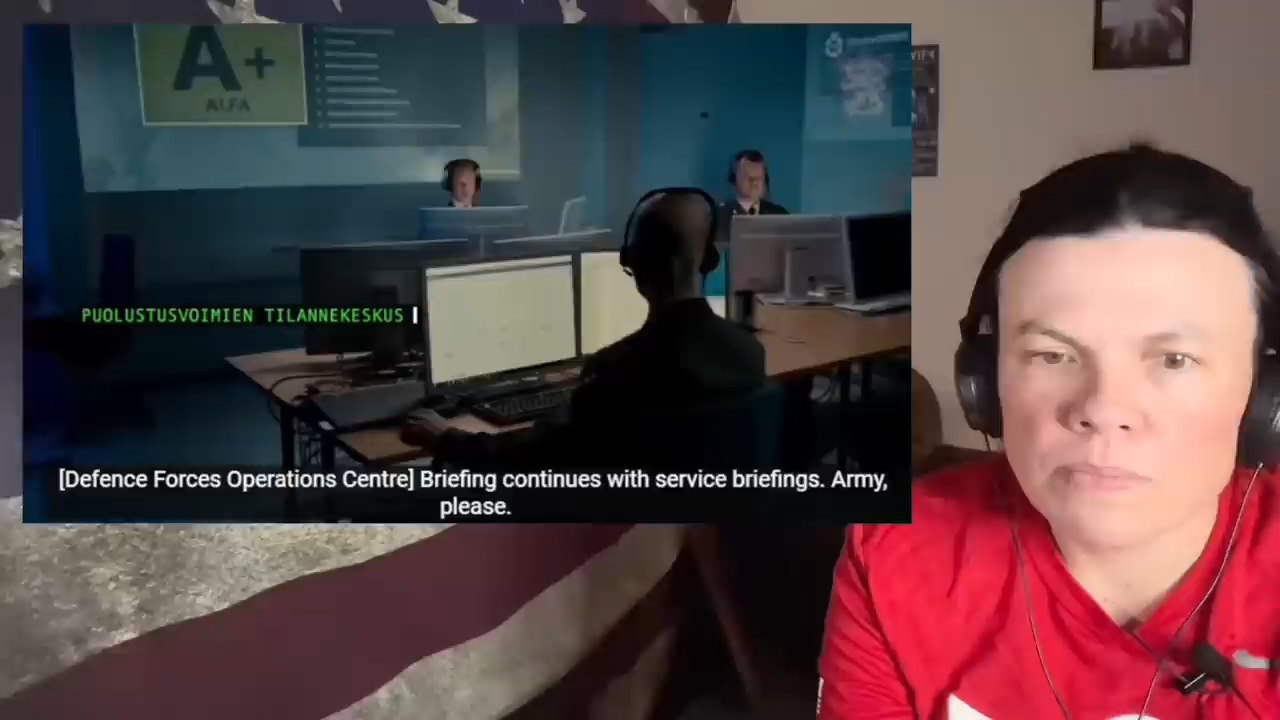 A+
ALFA
PUOLUSTUSVOIMIEN TILANNEKESKUS
[Defence Forces Operations Centre] Briefing continues with service briefings. Army,
please.